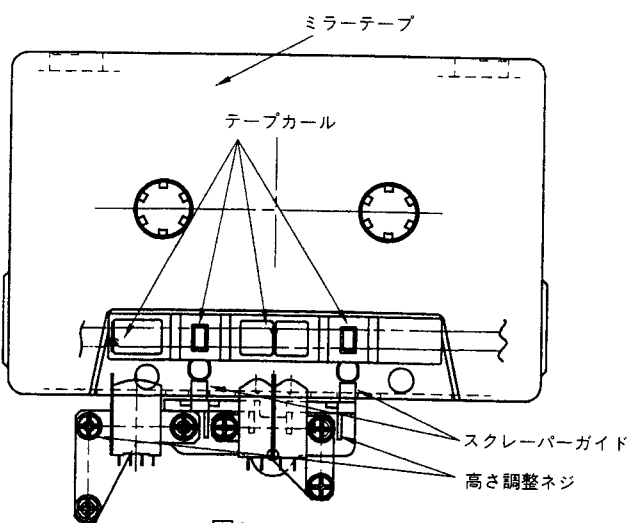 ミラーテープ
テープカール
スクレーパーガイド
高さ調整ネジ